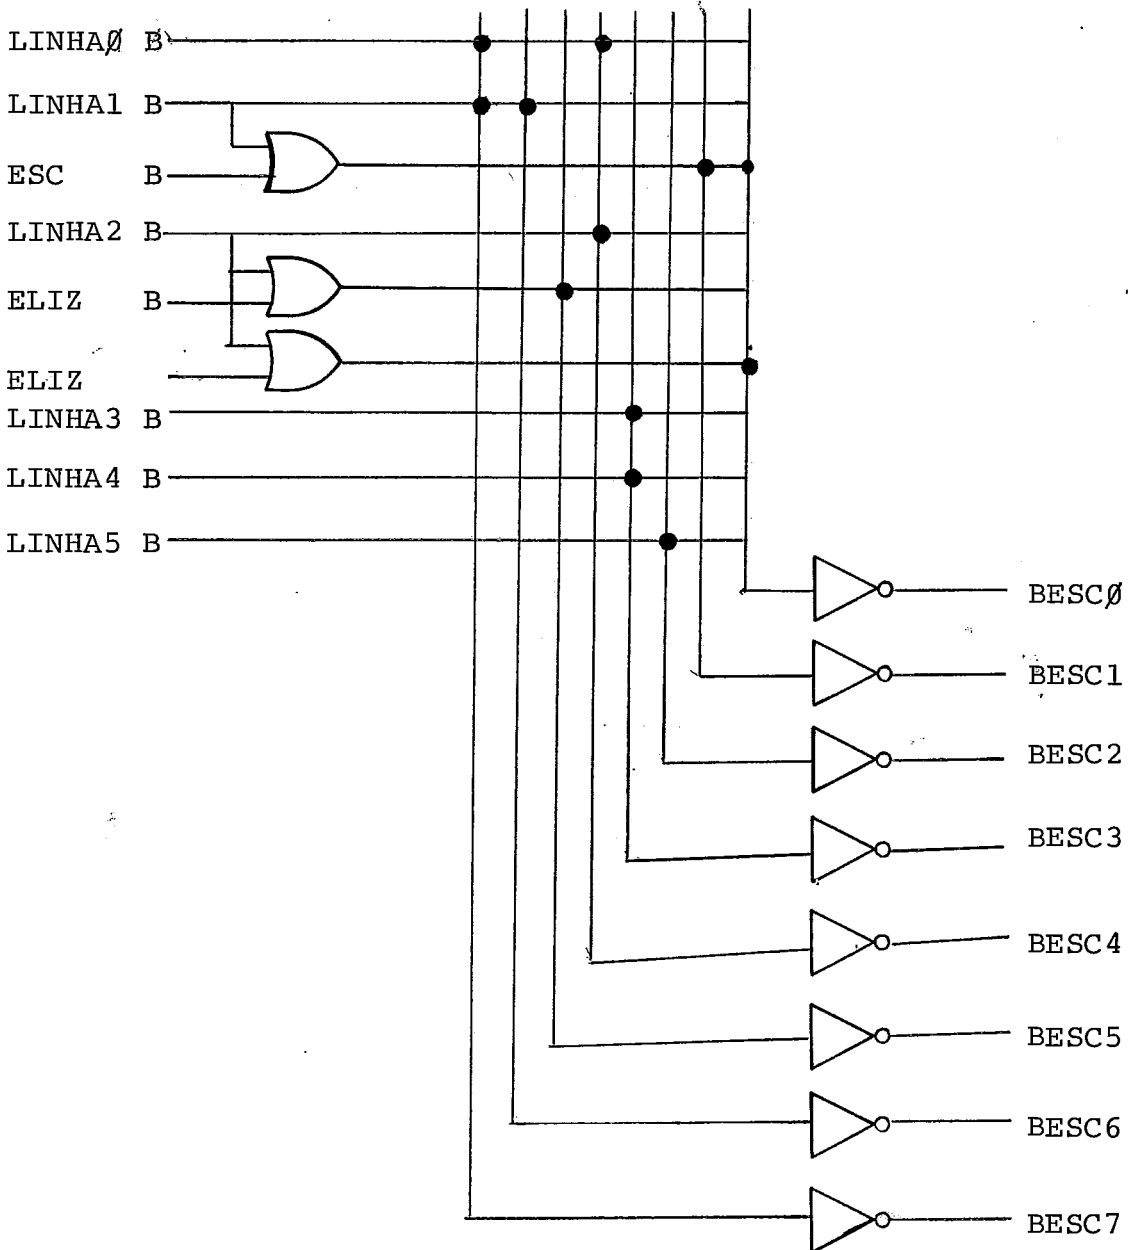 LINHAØ B
LINHA1 B
ESC B
LINHA2 B
ELIZ B
ELIZ
LINHA3 B
LINHA4 B
LINHA5 B
BESCØ
BESC1
BESC2
BESC3
BESC4
BESC5
BESC6
BESC7